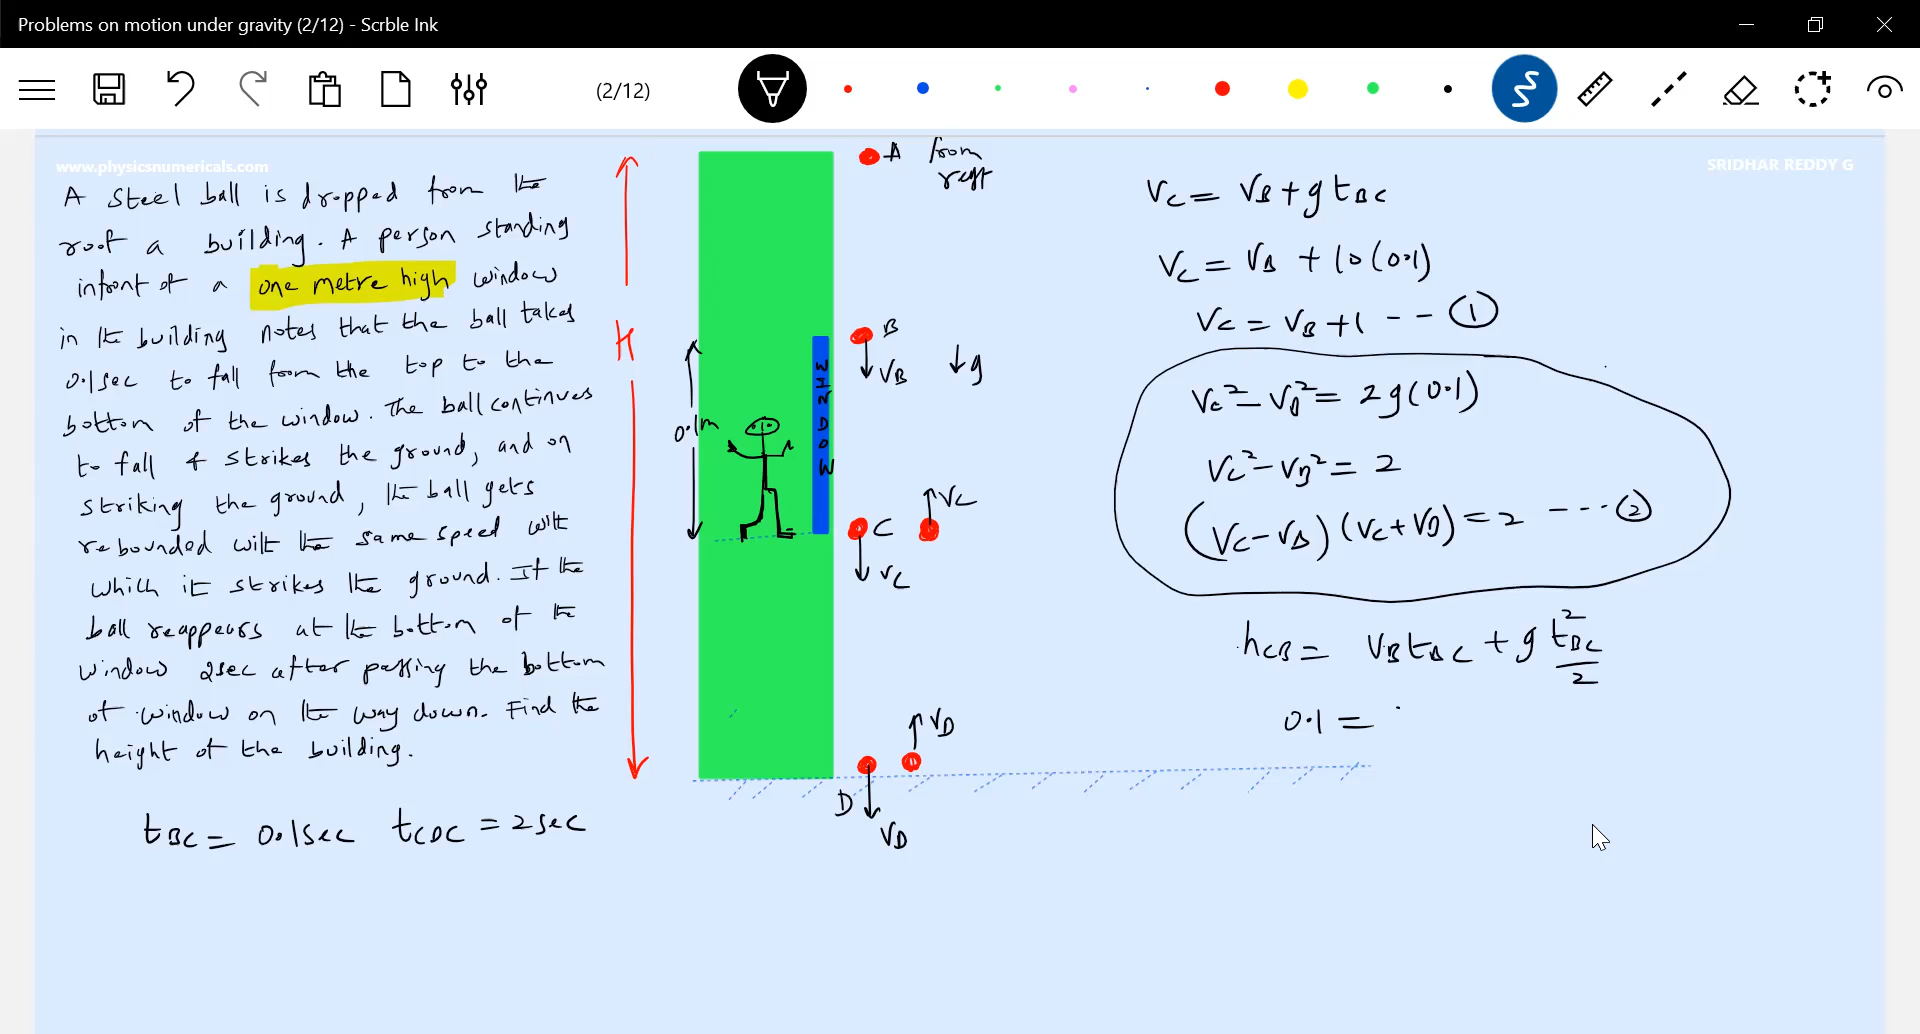 Problems on motion under gravity (2/12) - Scrble Ink
(2/12)
www.physicsnumericals.com
SRIDHAR REDDY G
A steel ball is dropped from the
roof a building. A person standing
infront of a one metre high window
in the building notes that the ball takes
0.1sec to fall from the top to the
bottom of the window. The ball continues
to fall & strikes the ground, and on
striking the ground, the ball gets
rebounded with the same speed with
which it strikes the ground. If the
ball reappears at the bottom of the
window 2sec after passing the bottom
of window on the way down. Find the
height of the building.
tBC = 0.1sec tCDC = 2sec
H
0.1m
WINDOW
A from rest
B
VB
g
C
VC
VC
VD
D
VD
VC = VB + g tBC
VC = VB + 10(0.1)
VC = VB + 1 -- ①
VC² - VB² = 2g(0.1)
VC² - VB² = 2
(VC - VB)(VC + VB) = 2 ---- ②
hCB = VB tBC + g t²BC/2
0.1 =